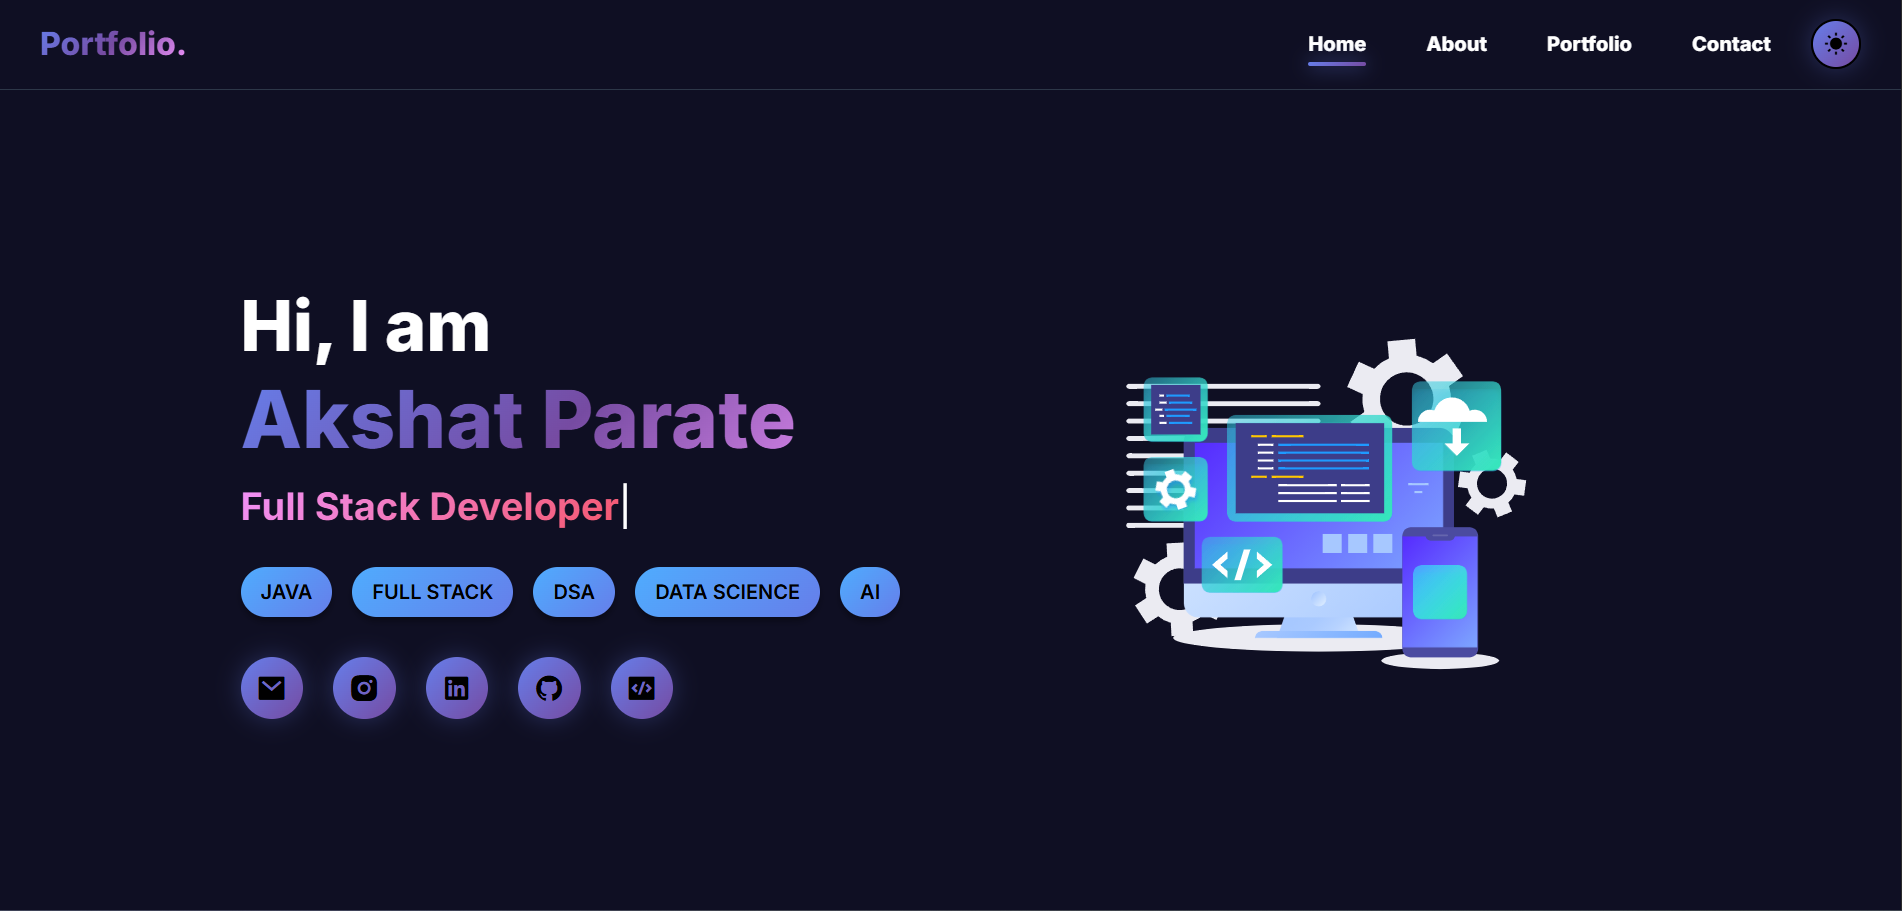 Portfolio.
Home About Portfolio Contact
Hi, I am
Akshat Parate
Full Stack Developer
JAVA FULL STACK DSA DATA SCIENCE AI
in </>
</>